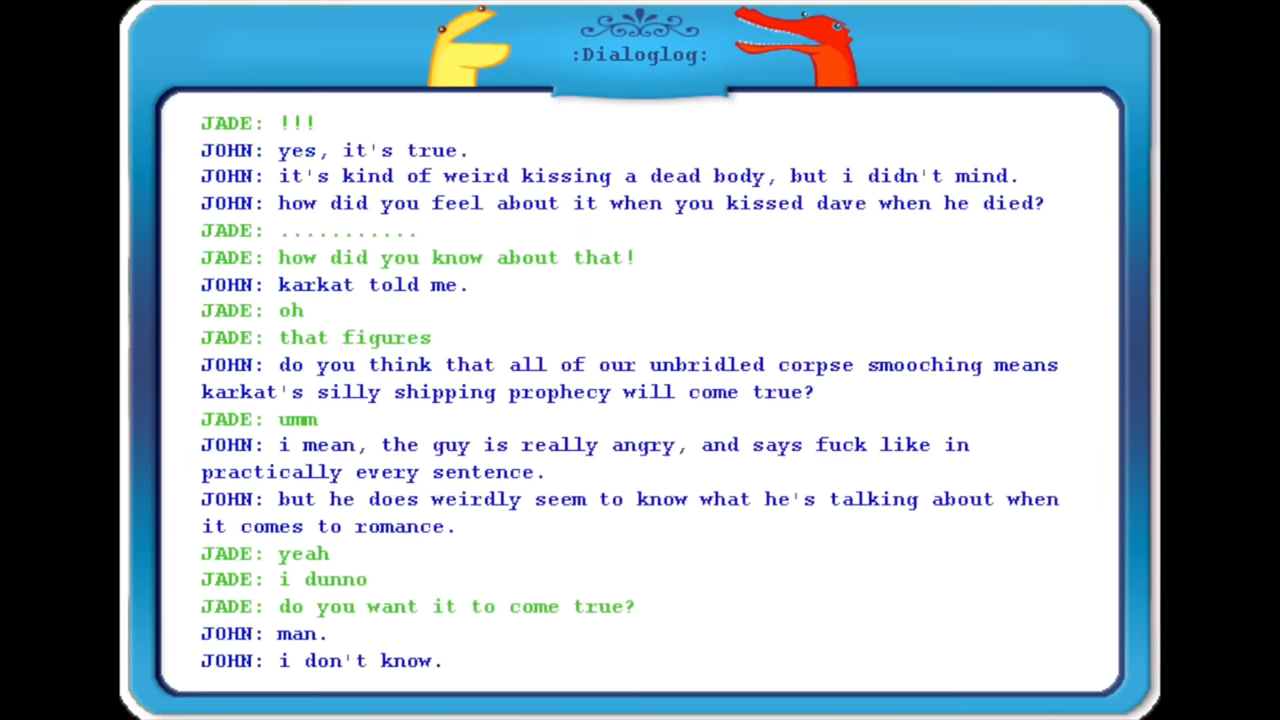 :Dialoglog:
JADE: !!!
JOHN: yes, it's true.
JOHN: it's kind of weird kissing a dead body, but i didn't mind.
JOHN: how did you feel about it when you kissed dave when he died?
JADE: ...........
JADE: how did you know about that!
JOHN: karkat told me.
JADE: oh
JADE: that figures
JOHN: do you think that all of our unbridled corpse smooching means
karkat's silly shipping prophecy will come true?
JADE: umm
JOHN: i mean, the guy is really angry, and says fuck like in
practically every sentence.
JOHN: but he does weirdly seem to know what he's talking about when
it comes to romance.
JADE: yeah
JADE: i dunno
JADE: do you want it to come true?
JOHN: man.
JOHN: i don't know.